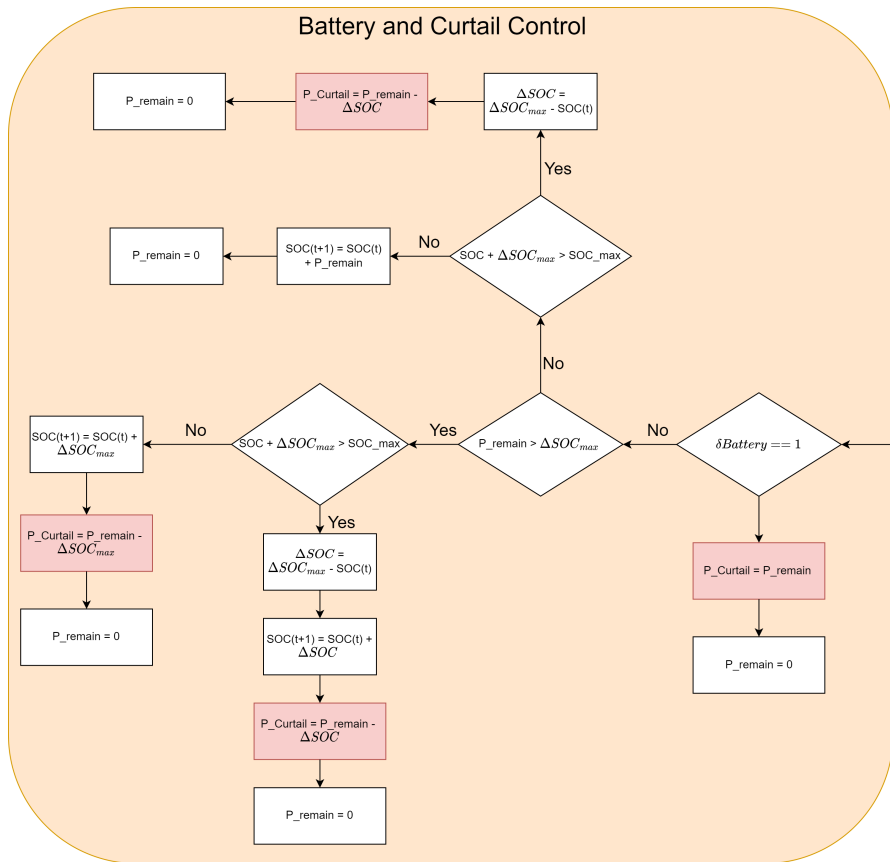 Battery and Curtail Control
P_remain = 0
P_Curtail = P_remain -
ΔSOC
ΔSOC =
ΔSOC_max - SOC(t)
Yes
P_remain = 0
SOC(t+1) = SOC(t)
+ P_remain
No
SOC + ΔSOC_max > SOC_max
No
SOC(t+1) = SOC(t) +
ΔSOC_max
No
SOC + ΔSOC_max > SOC_max
Yes
P_remain > ΔSOC_max
No
δBattery == 1
Yes
P_Curtail = P_remain -
ΔSOC_max
ΔSOC =
ΔSOC_max - SOC(t)
P_Curtail = P_remain
P_remain = 0
SOC(t+1) = SOC(t) +
ΔSOC
P_remain = 0
P_Curtail = P_remain -
ΔSOC
P_remain = 0